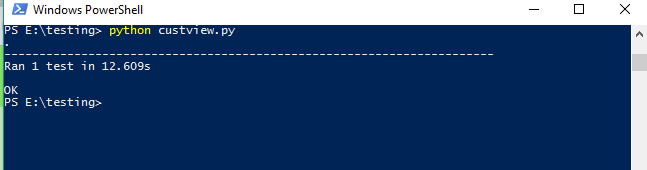 Windows PowerShell
PS E:\testing> python custview.py
.
----------------------------------------------------------------------
Ran 1 test in 12.609s
OK
PS E:\testing>